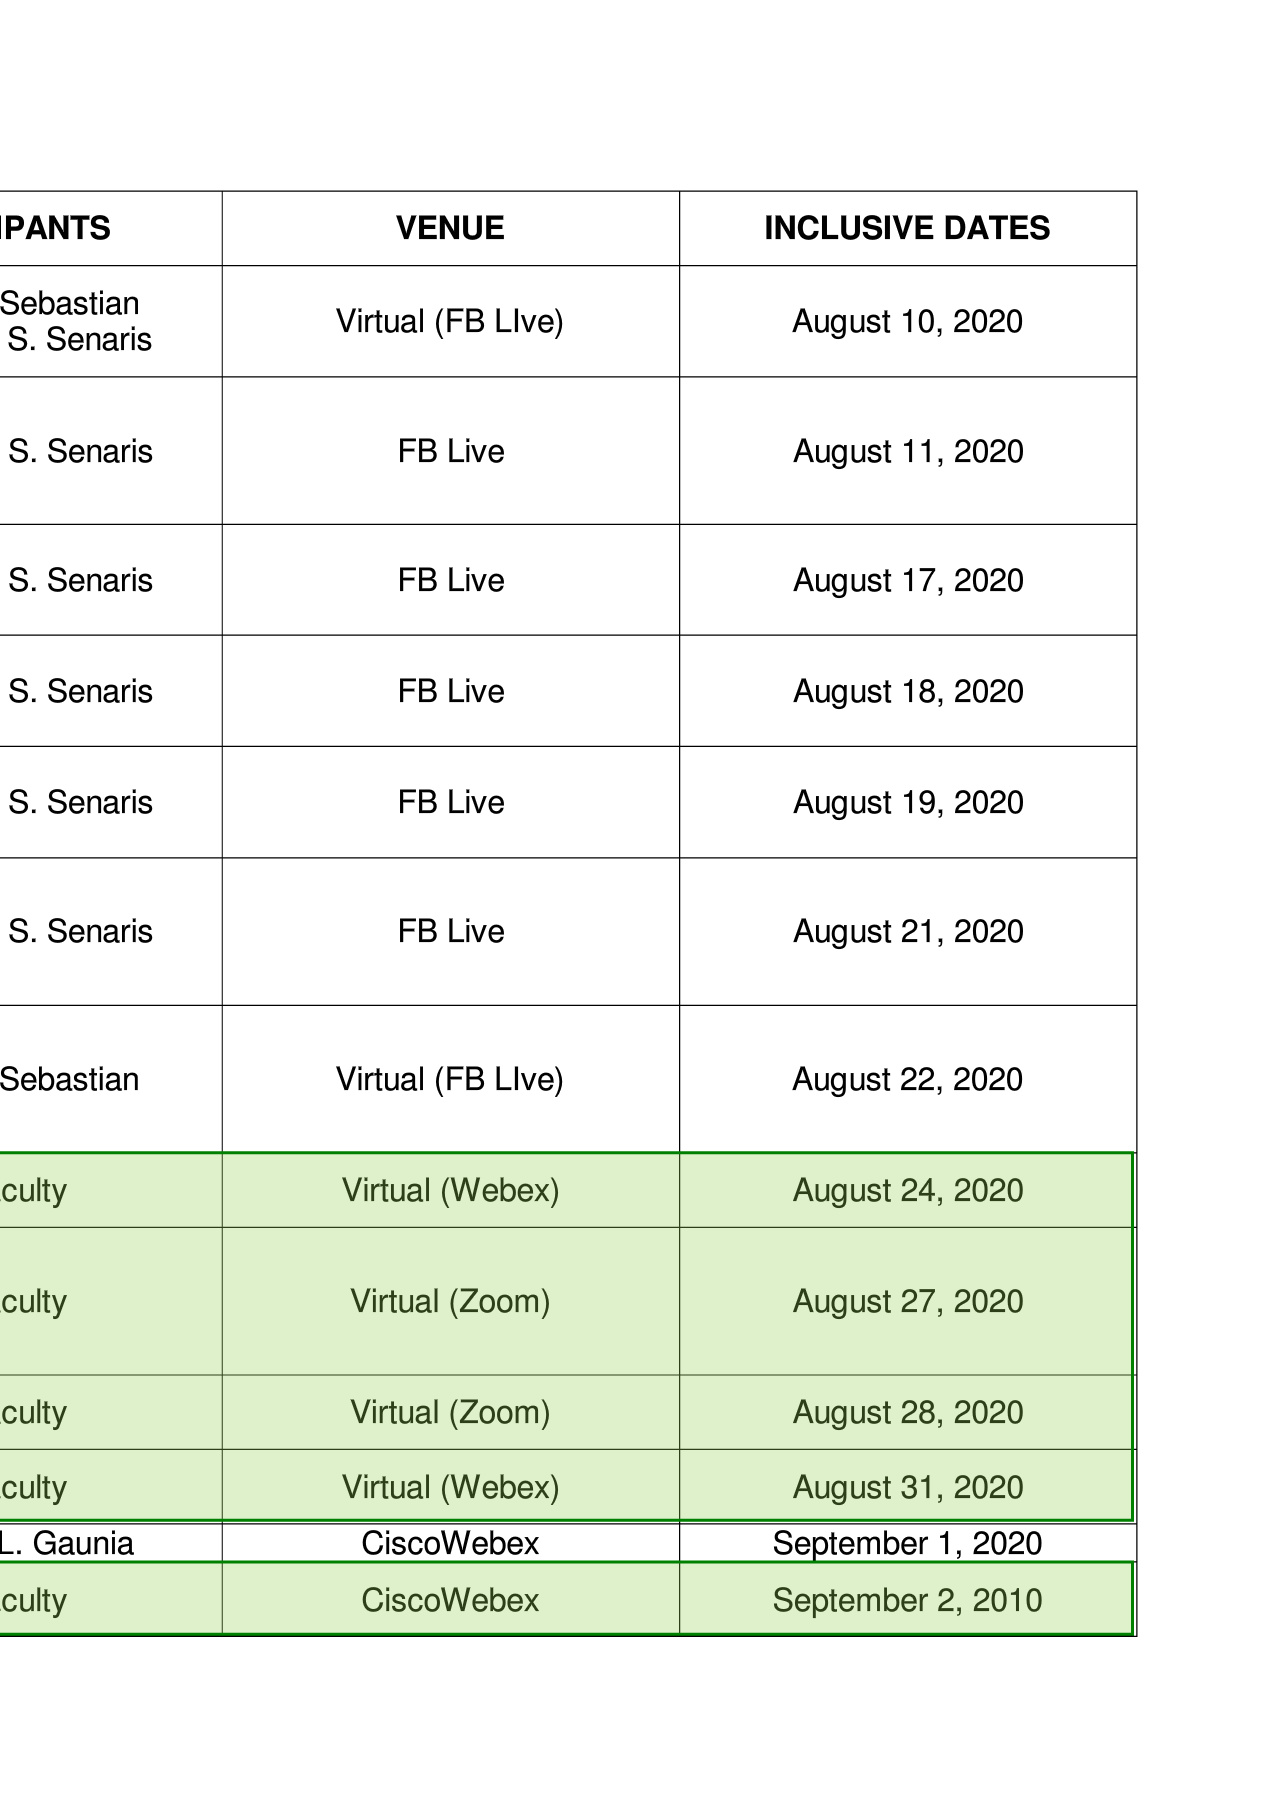 IPANTS VENUE INCLUSIVE DATES
Sebastian
S. Senaris Virtual (FB LIve) August 10, 2020
S. Senaris FB Live August 11, 2020
S. Senaris FB Live August 17, 2020
S. Senaris FB Live August 18, 2020
S. Senaris FB Live August 19, 2020
S. Senaris FB Live August 21, 2020
Sebastian Virtual (FB LIve) August 22, 2020
culty Virtual (Webex) August 24, 2020
culty Virtual (Zoom) August 27, 2020
culty Virtual (Zoom) August 28, 2020
culty Virtual (Webex) August 31, 2020
L. Gaunia CiscoWebex September 1, 2020
culty CiscoWebex September 2, 2010